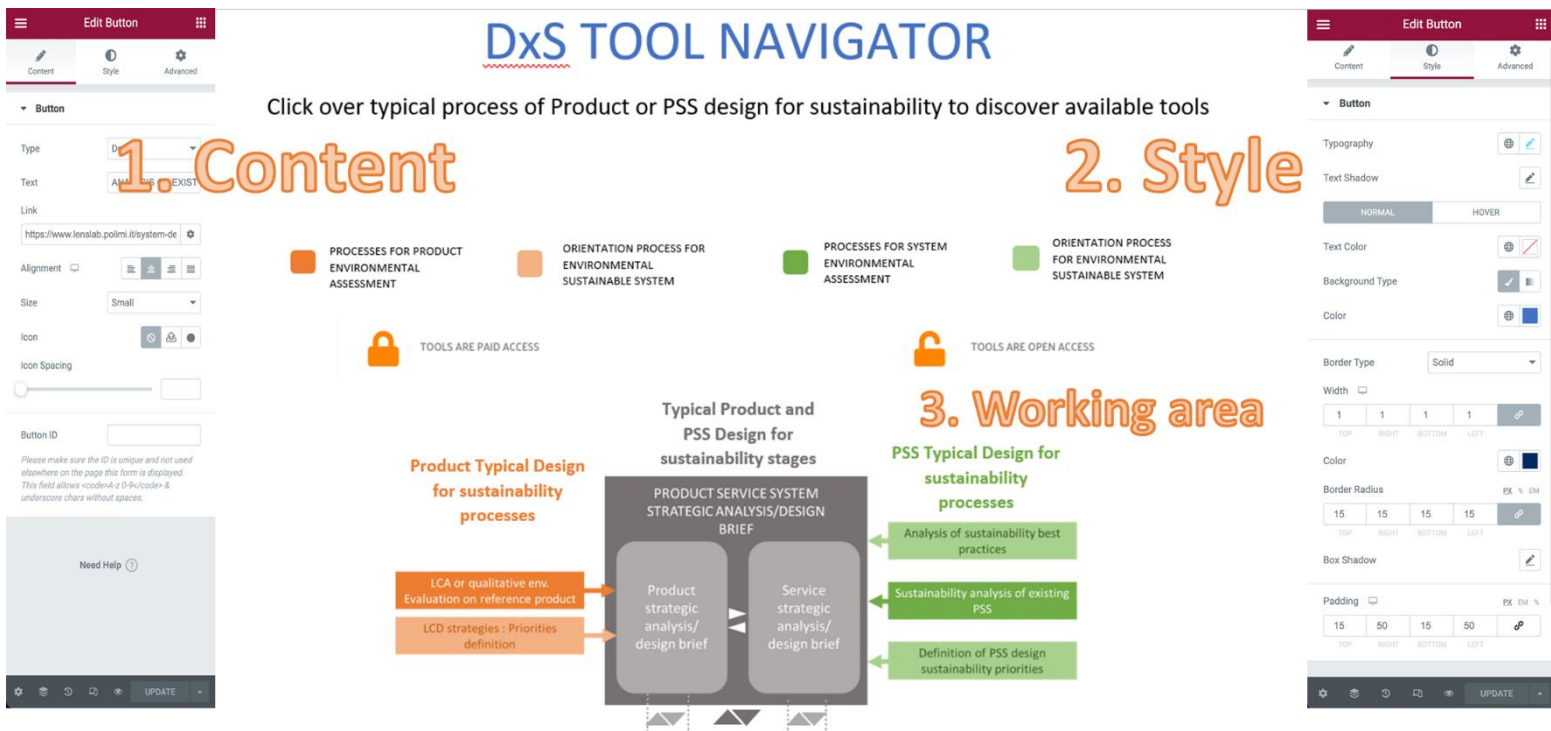 Edit Button
Content
Style
Advanced
Button
Type
Text
EXIST
Link
https://www.lenslab.polimi.it/system-de
Alignment
Size
Small
Icon
Icon Spacing
Button ID
Please make sure the ID is unique and not used
elsewhere on the page this form is displayed.
This field allows <code>A-z 0-9</code> &
underscore chars without spaces.
Need Help
UPDATE
DxS TOOL NAVIGATOR
Click over typical process of Product or PSS design for sustainability to discover available tools
1. Content
2. Style
PROCESSES FOR PRODUCT
ENVIRONMENTAL
ASSESSMENT
ORIENTATION PROCESS FOR
ENVIRONMENTAL
SUSTAINABLE SYSTEM
PROCESSES FOR SYSTEM
ENVIRONMENTAL
ASSESSMENT
ORIENTATION PROCESS
FOR ENVIRONMENTAL
SUSTAINABLE SYSTEM
TOOLS ARE PAID ACCESS
TOOLS ARE OPEN ACCESS
3. Working area
Typical Product and
PSS Design for
sustainability stages
Product Typical Design
for sustainability
processes
PSS Typical Design for
sustainability
processes
PRODUCT SERVICE SYSTEM
STRATEGIC ANALYSIS/DESIGN
BRIEF
LCA or qualitative env.
Evaluation on reference product
LCD strategies : Priorities
definition
Product
strategic
analysis/
design brief
Service
strategic
analysis/
design brief
Analysis of sustainability best
practices
Sustainability analysis of existing
PSS
Definition of PSS design
sustainability priorities
Edit Button
Content
Style
Advanced
Button
Typography
Text Shadow
NORMAL HOVER
Text Color
Background Type
Color
Border Type
Solid
Width
1 1 1 1
TOP RIGHT BOTTOM LEFT
Color
Border Radius
PX % EM
15 15 15 15
TOP RIGHT BOTTOM LEFT
Box Shadow
Padding
PX EM %
15 50 15 50
TOP RIGHT BOTTOM LEFT
UPDATE